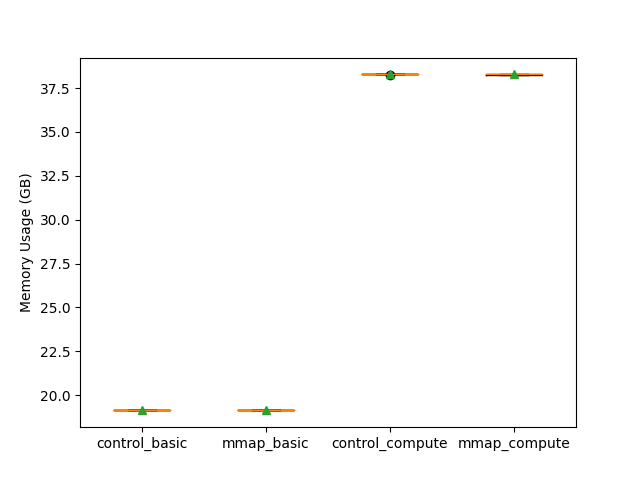 Memory Usage (GB)
37.5
35.0
32.5
30.0
27.5
25.0
22.5
20.0
control_basic
mmap_basic
control_compute
mmap_compute